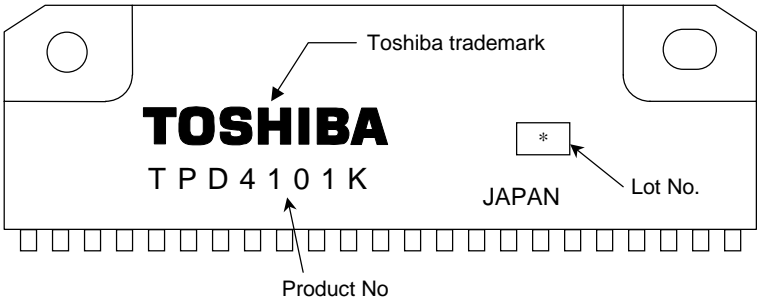 Toshiba trademark
TOSHIBA
*
TPD4101K
Lot No.
JAPAN
Product No